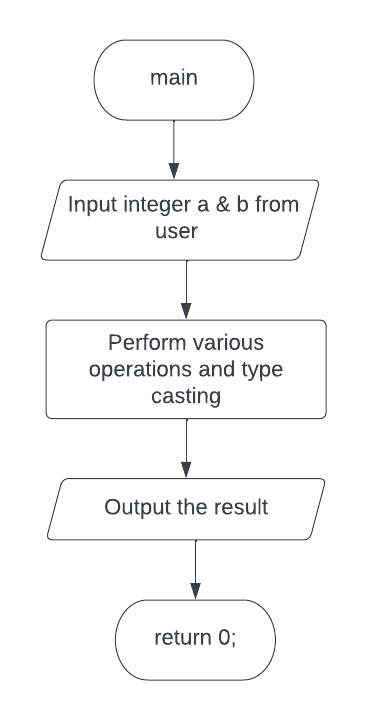 main
Input integer a & b from
user
Perform various
operations and type
casting
Output the result
return 0;